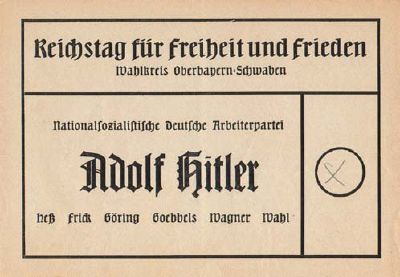 Reichstag für Freiheit und Frieden
Wahlkreis Oberbayern-Schwaben
Nationalsozialistische Deutsche Arbeiterpartei
Adolf Hitler
Heß Frick Göring Goebbels Wagner Wahl